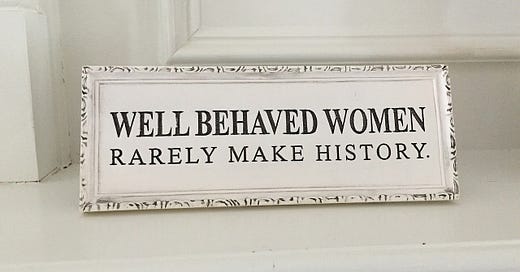 WELL BEHAVED WOMEN
RARELY MAKE HISTORY.